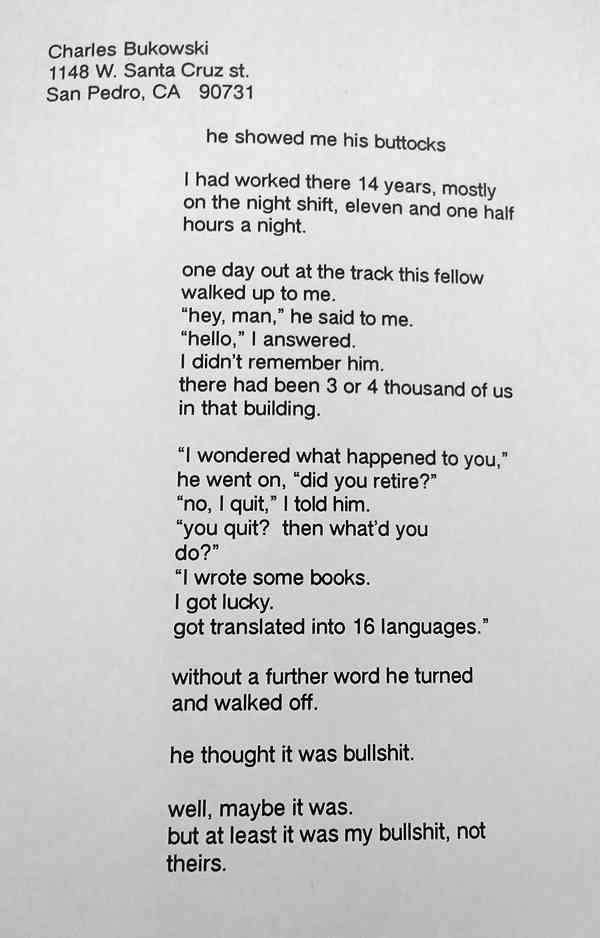 Charles Bukowski
1148 W. Santa Cruz st.
San Pedro, CA   90731
he showed me his buttocks
I had worked there 14 years, mostly
on the night shift, eleven and one half
hours a night.
one day out at the track this fellow
walked up to me.
“hey, man,” he said to me.
“hello,” I answered.
I didn’t remember him.
there had been 3 or 4 thousand of us
in that building.
“I wondered what happened to you,”
he went on, “did you retire?”
“no, I quit,” I told him.
“you quit?  then what’d you
do?”
“I wrote some books.
I got lucky.
got translated into 16 languages.”
without a further word he turned
and walked off.
he thought it was bullshit.
well, maybe it was.
but at least it was my bullshit, not
theirs.